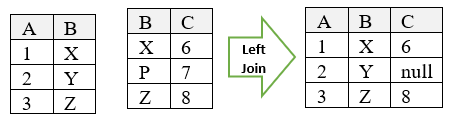 A B
1 X
2 Y
3 Z
B C
X 6
P 7
Z 8
Left
Join
A B C
1 X 6
2 Y null
3 Z 8